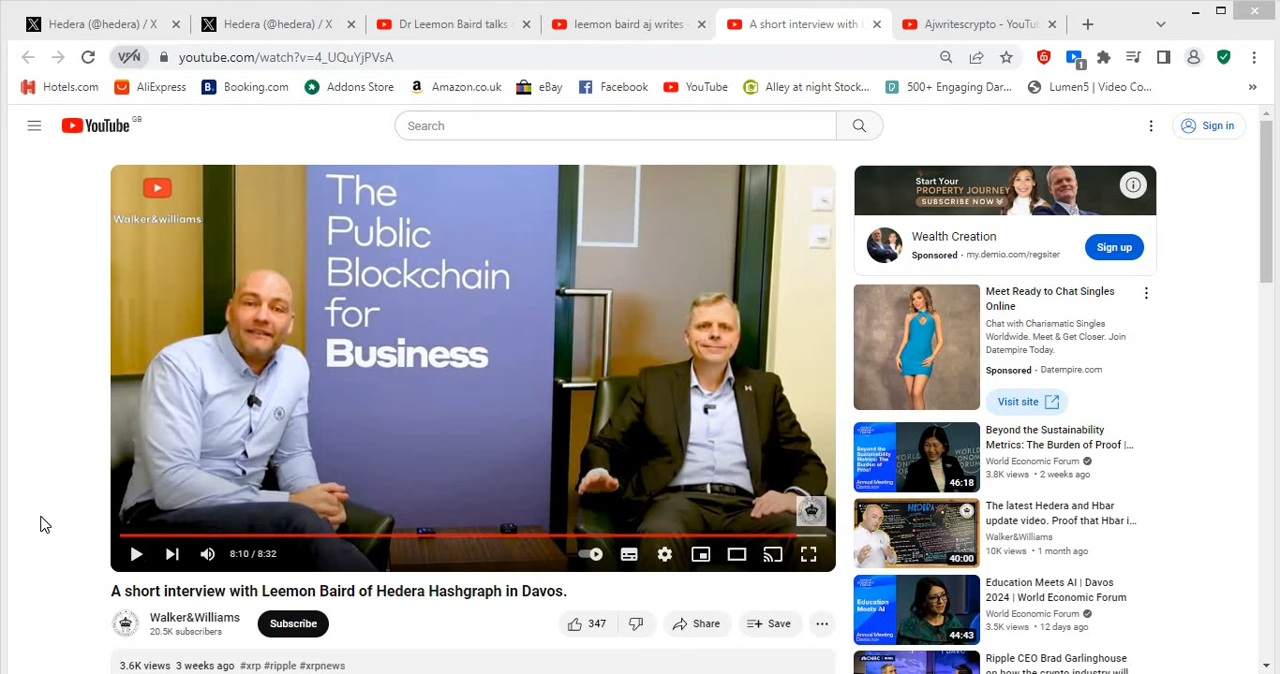 Hedera (@hedera) / X
Hedera (@hedera) / X
Dr Leemon Baird talks
leemon baird aj writes -
A short interview with
Ajwritescrypto - YouTu
VPN
youtube.com/watch?v=4_UQuYjPVsA
1
Hotels.com
AliExpress
Booking.com
Addons Store
Amazon.co.uk
eBay
Facebook
YouTube
Alley at night Stock...
500+ Engaging Dar...
Lumen5 | Video Co...
»
YouTube GB
Search
Sign in
Walker&williams
The
Public
Blockchain
for
Business
8:10 / 8:32
A short interview with Leemon Baird of Hedera Hashgraph in Davos.
Walker&Williams
20.5K subscribers
Subscribe
347
Share
Save
3.6K views 3 weeks ago #xrp #ripple #xrpnews
Start Your
PROPERTY JOURNEY
SUBSCRIBE NOW
Wealth Creation
Sponsored · my.demio.com/regsiter
Sign up
Meet Ready to Chat Singles
Online
Chat with Charismatic Singles
Worldwide. Meet & Get Closer. Join
Datempire Today.
Sponsored · Datempire.com
Visit site
Beyond the Sustainability
Metrics: The Burden of Proof |...
World Economic Forum
3.8K views • 2 weeks ago
46:18
The latest Hedera and Hbar
update video. Proof that Hbar i...
Walker&Williams
10K views • 1 month ago
HEDERA
40:00
Education Meets AI | Davos
2024 | World Economic Forum
World Economic Forum
3.5K views • 12 days ago
Education
Meets AI
44:43
Ripple CEO Brad Garlinghouse
on how the crypto industry will